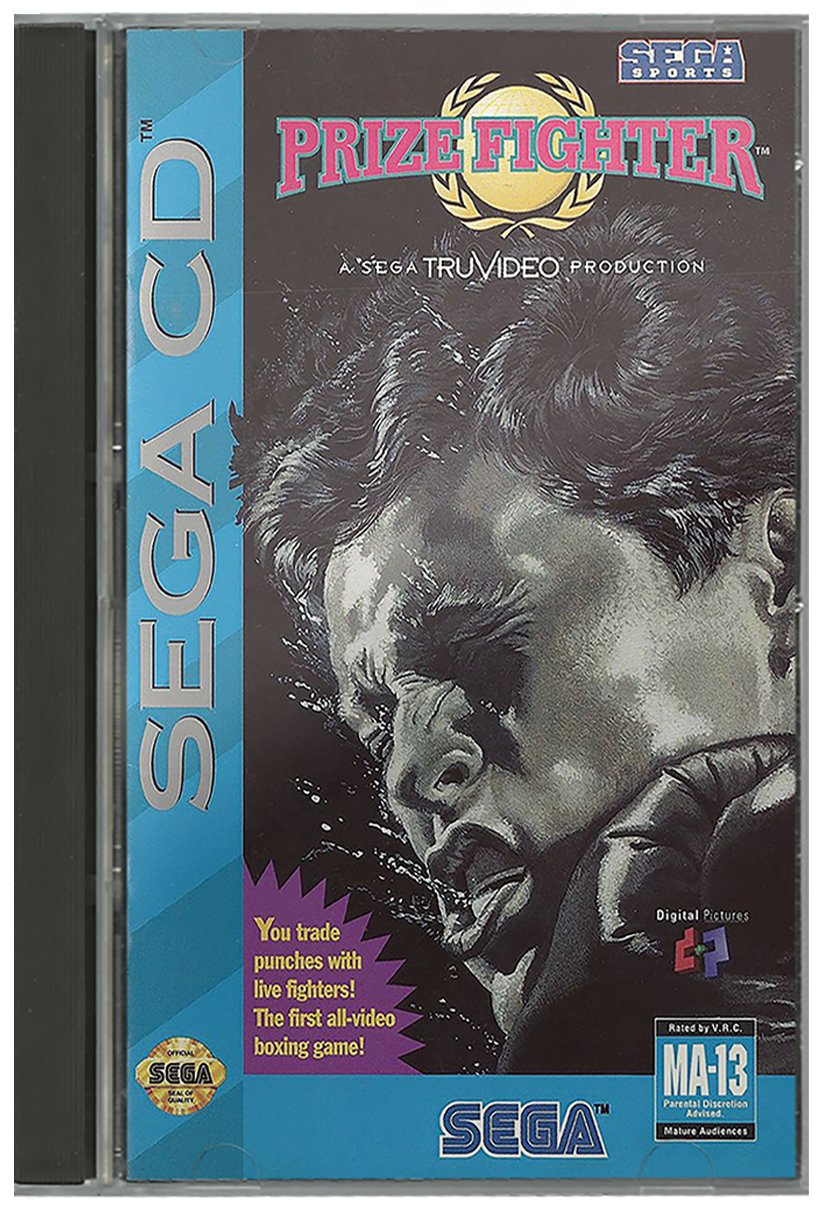 SEGA CD™
SEGA
SPORTS
PRIZE FIGHTER™
A "SEGA TRUVIDEO™ PRODUCTION
Digital Pictures
dp
You trade
punches with
live fighters!
The first all-video
boxing game!
OFFICIAL
SEGA
SEAL OF
QUALITY
SEGA™
Rated by V.R.C.
MA-13
Parental Discretion
Advised.
Mature Audiences